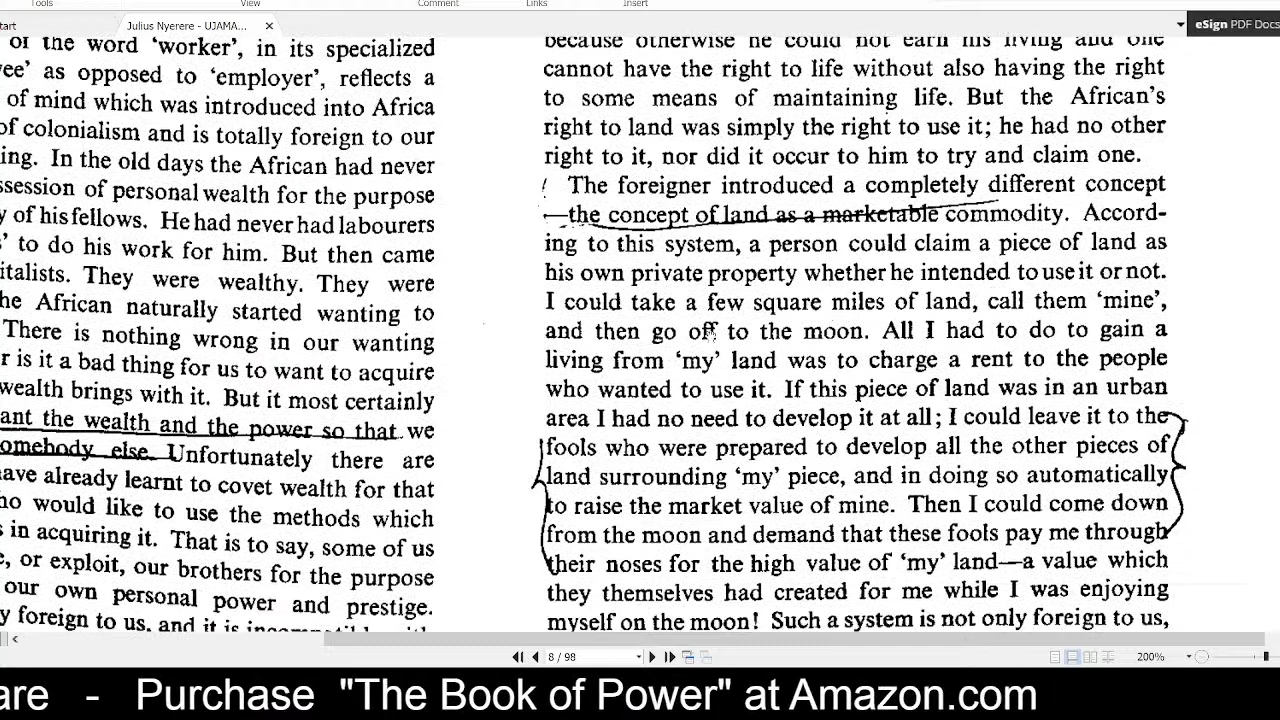 Tools View Comment Links Insert
tart Julius Nyerere - UJAMA... × eSign PDF Docs
of the word 'worker', in its specialized
ee' as opposed to 'employer', reflects a
of mind which was introduced into Africa
of colonialism and is totally foreign to our
ing. In the old days the African had never
ssession of personal wealth for the purpose
y of his fellows. He had never had labourers
' to do his work for him. But then came
italists. They were wealthy. They were
he African naturally started wanting to
There is nothing wrong in our wanting
r is it a bad thing for us to want to acquire
wealth brings with it. But it most certainly
ant the wealth and the power so that we
omebody else. Unfortunately there are
ave already learnt to covet wealth for that
ho would like to use the methods which
s in acquiring it. That is to say, some of us
e, or exploit, our brothers for the purpose
our own personal power and prestige.
y foreign to us, and it is incompatible with
because otherwise he could not earn his living and one
cannot have the right to life without also having the right
to some means of maintaining life. But the African's
right to land was simply the right to use it; he had no other
right to it, nor did it occur to him to try and claim one.
The foreigner introduced a completely different concept
—the concept of land as a marketable commodity. Accord-
ing to this system, a person could claim a piece of land as
his own private property whether he intended to use it or not.
I could take a few square miles of land, call them 'mine',
and then go off to the moon. All I had to do to gain a
living from 'my' land was to charge a rent to the people
who wanted to use it. If this piece of land was in an urban
area I had no need to develop it at all; I could leave it to the
fools who were prepared to develop all the other pieces of
land surrounding 'my' piece, and in doing so automatically
to raise the market value of mine. Then I could come down
from the moon and demand that these fools pay me through
their noses for the high value of 'my' land—a value which
they themselves had created for me while I was enjoying
myself on the moon! Such a system is not only foreign to us,
8 / 98 200%
are - Purchase "The Book of Power" at Amazon.com